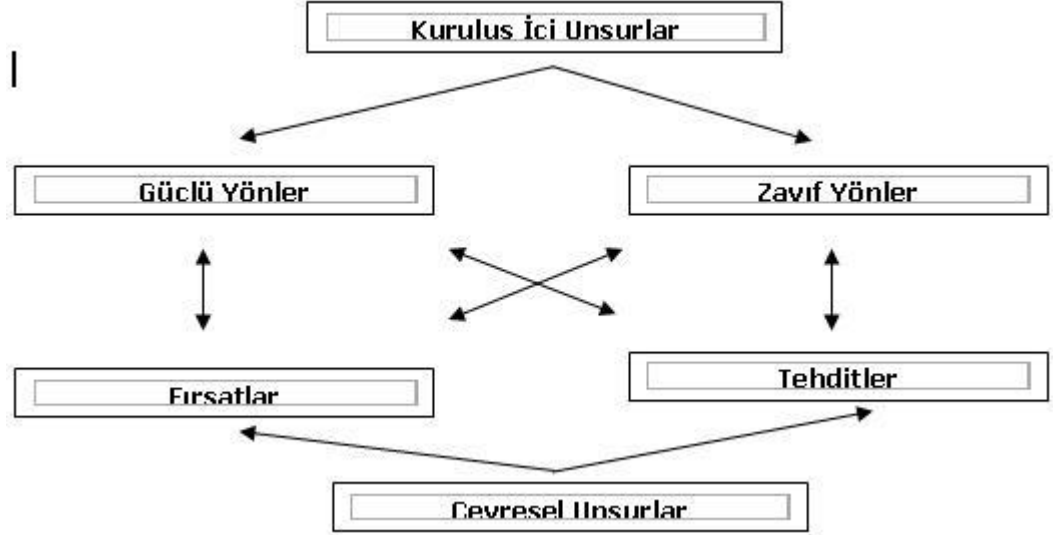 Kurulus İci Unsurlar
Güclü Yönler
Zavıf Yönler
Fırsatlar
Tehditler
Cevresel Unsurlar